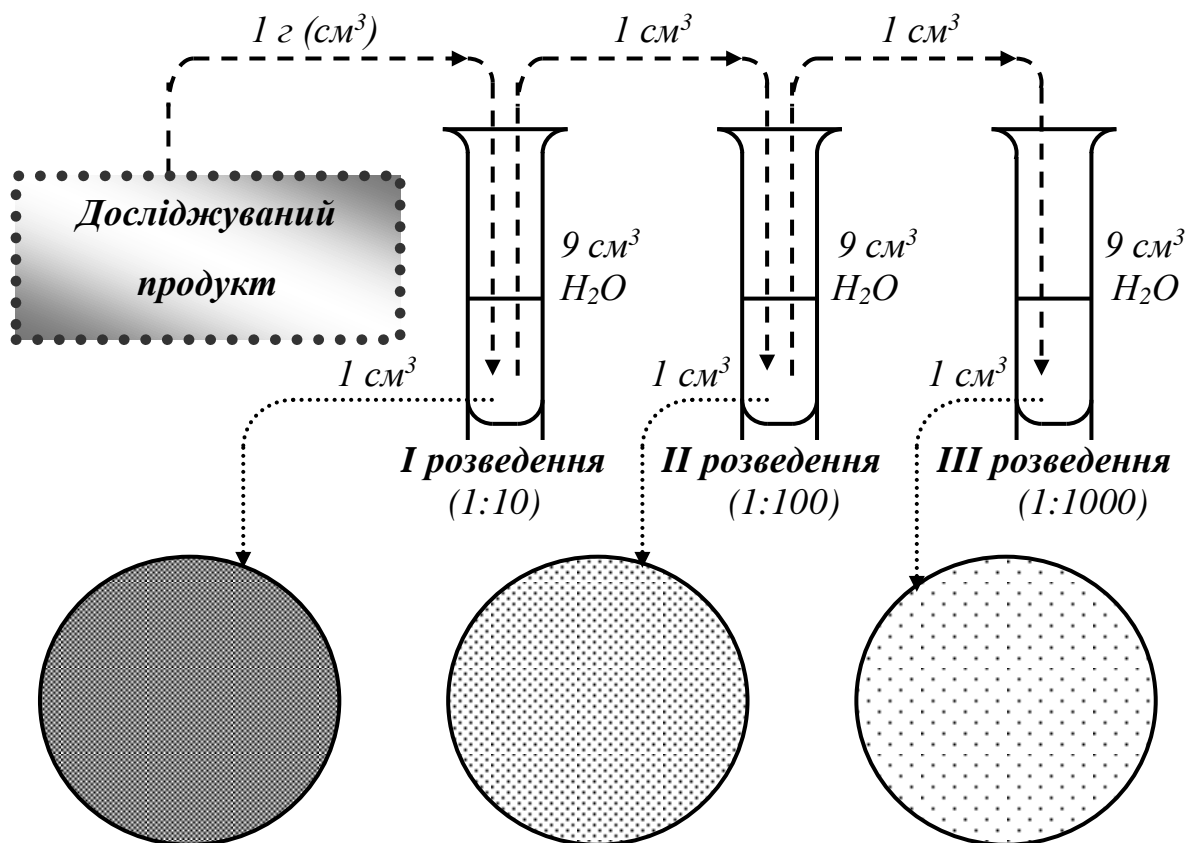 1 г (см³)
1 см³
1 см³
Досліджуваний
продукт
9 см³
H₂O
9 см³
H₂O
9 см³
H₂O
1 см³
1 см³
1 см³
I розведення
(1:10)
II розведення
(1:100)
III розведення
(1:1000)